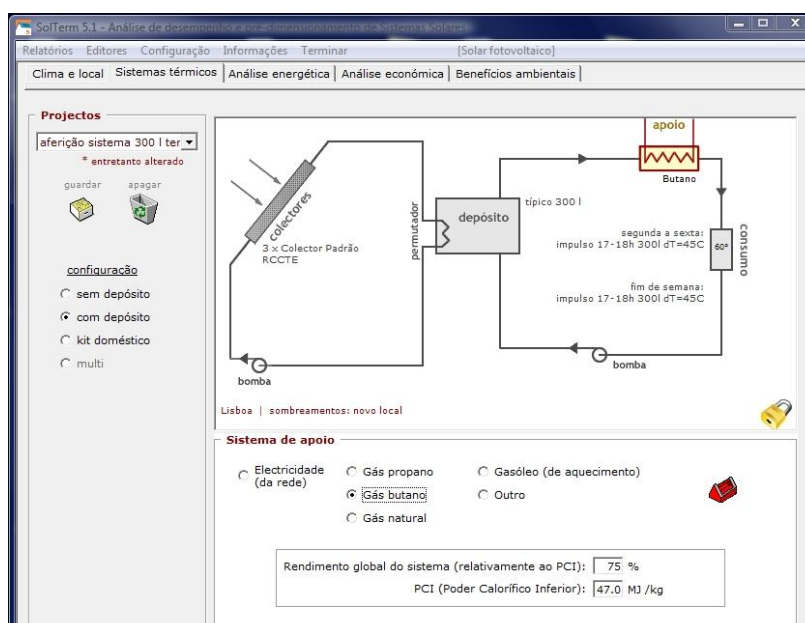 SolTerm 5.1 - Análise de desempenho e pré-dimensionamento de Sistemas Solares
Relatórios Editores Configuração Informações Terminar [Solar fotovoltaico]
Clima e local Sistemas térmicos Análise energética Análise económica Benefícios ambientais
Projectos
aferição sistema 300 l ter
* entretanto alterado
guardar apagar
configuração
sem depósito
com depósito
kit doméstico
multi
apoio
Butano
colectores
3 x Colector Padrão
RCCTE
permutador
depósito
típico 300 l
segunda a sexta:
impulso 17-18h 300l dT=45C
60º
consumo
fim de semana:
impulso 17-18h 300l dT=45C
bomba
bomba
Lisboa | sombreamentos: novo local
Sistema de apoio
Electricidade
(da rede)
Gás propano
Gás butano
Gás natural
Gasóleo (de aquecimento)
Outro
Rendimento global do sistema (relativamente ao PCI): 75 %
PCI (Poder Calorífico Inferior): 47.0 MJ /kg